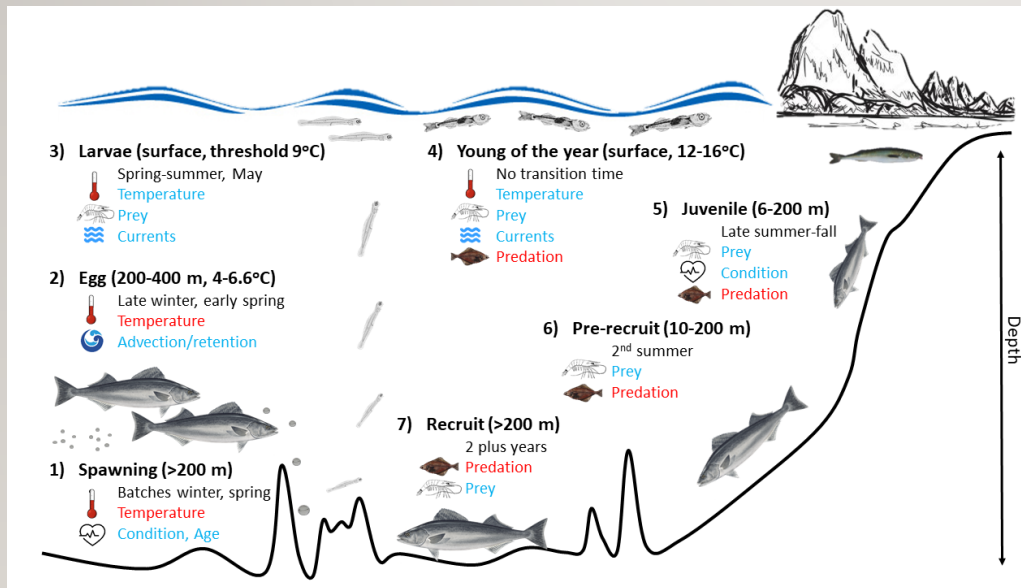 3) Larvae (surface, threshold 9°C)
Spring-summer, May
Temperature
Prey
Currents
4) Young of the year (surface, 12-16°C)
No transition time
Temperature
Prey
Currents
Predation
5) Juvenile (6-200 m)
Late summer-fall
Prey
Condition
Predation
2) Egg (200-400 m, 4-6.6°C)
Late winter, early spring
Temperature
Advection/retention
6) Pre-recruit (10-200 m)
2nd summer
Prey
Predation
7) Recruit (>200 m)
2 plus years
Predation
Prey
1) Spawning (>200 m)
Batches winter, spring
Temperature
Condition, Age
Depth